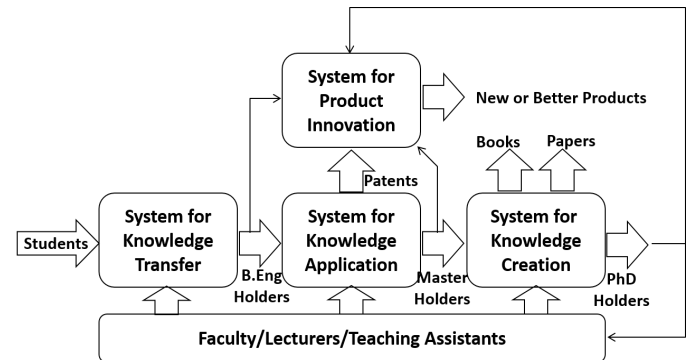 System for
Product
Innovation
New or Better Products
Books
Papers
Patents
Students
System for
Knowledge
Transfer
B.Eng
Holders
System for
Knowledge
Application
Master
Holders
System for
Knowledge
Creation
PhD
Holders
Faculty/Lecturers/Teaching Assistants